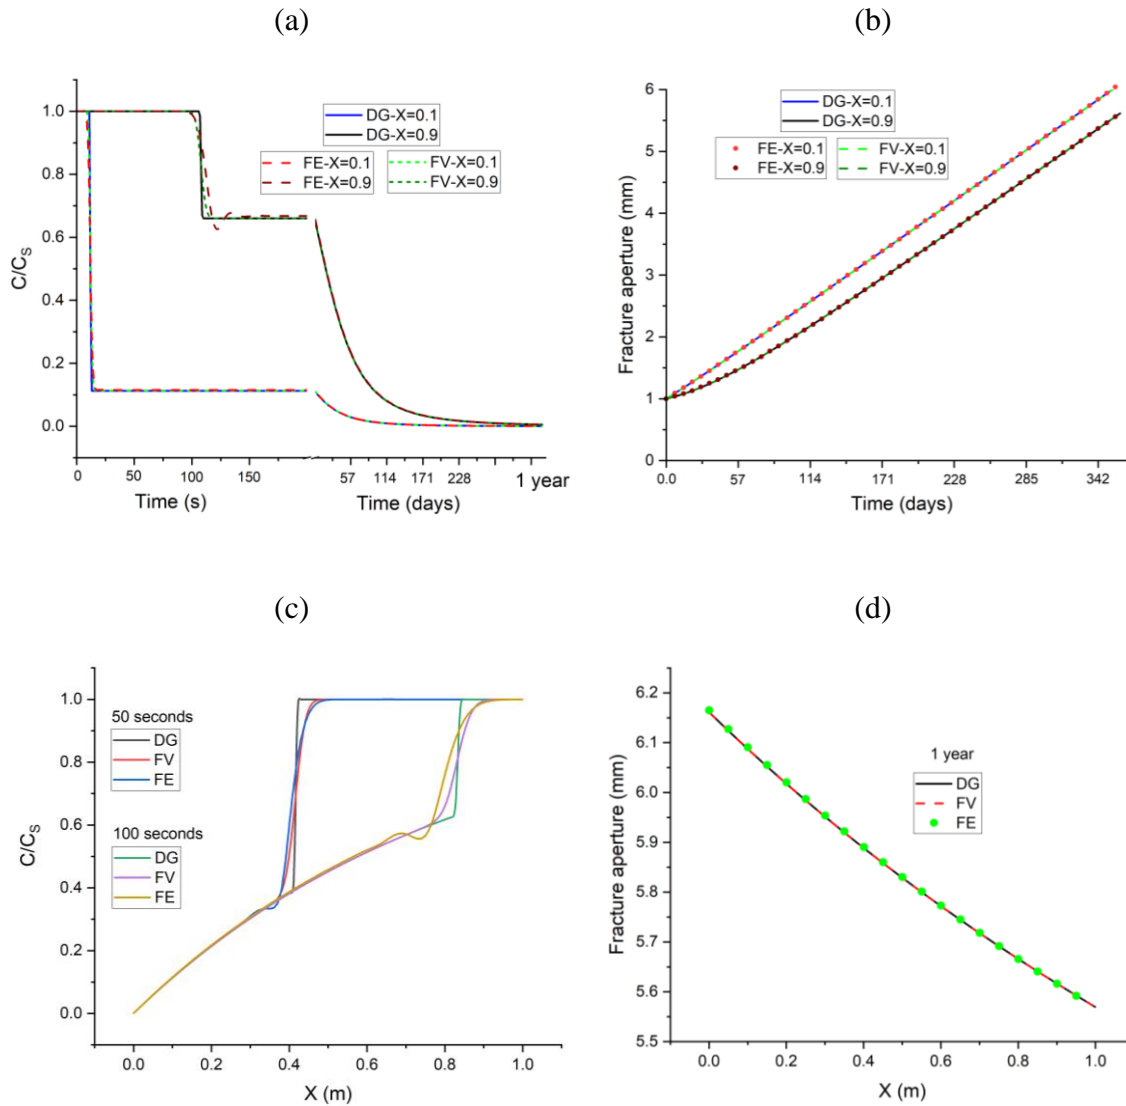 (a)
1.0
0.8
0.6
0.4
0.2
0.0
C/CS
DG-X=0.1
DG-X=0.9
FE-X=0.1
FE-X=0.9
FV-X=0.1
FV-X=0.9
0 50 100 150 57 114 171 228 1 year
Time (s) Time (days)
(b)
6
5
4
3
2
1
0
Fracture aperture (mm)
DG-X=0.1
DG-X=0.9
FE-X=0.1
FE-X=0.9
FV-X=0.1
FV-X=0.9
0.0 57 114 171 228 285 342
Time (days)
(c)
1.0
0.8
0.6
0.4
0.2
0.0
C/CS
50 seconds
DG
FV
FE
100 seconds
DG
FV
FE
0.0 0.2 0.4 0.6 0.8 1.0
X (m)
(d)
6.2
6.1
6.0
5.9
5.8
5.7
5.6
5.5
Fracture aperture (mm)
1 year
DG
FV
FE
0.0 0.2 0.4 0.6 0.8 1.0
X (m)